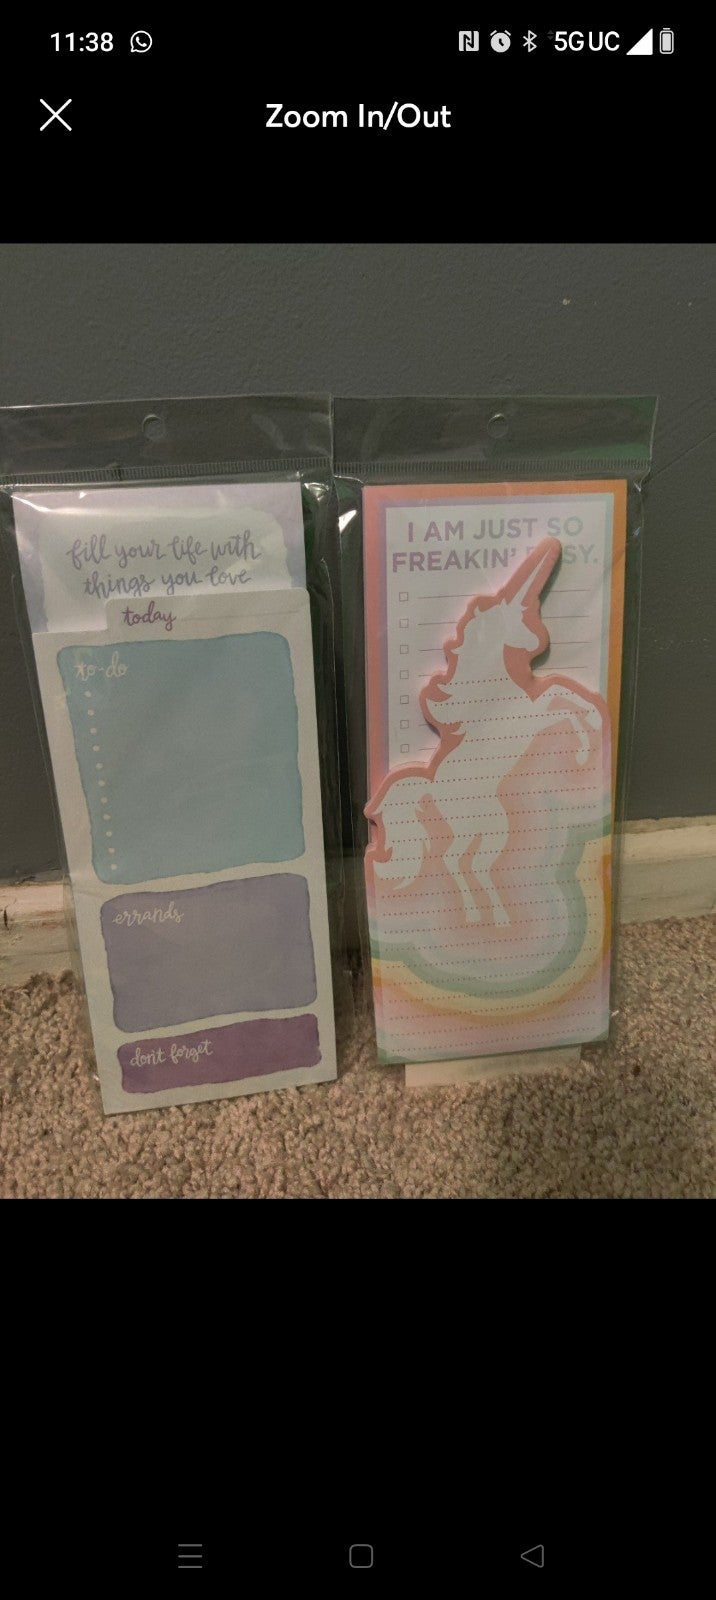 11:38
5G UC
Zoom In/Out
fill your life with
things you love
today
to-do
errands
don't forget
I AM JUST SO
FREAKIN'